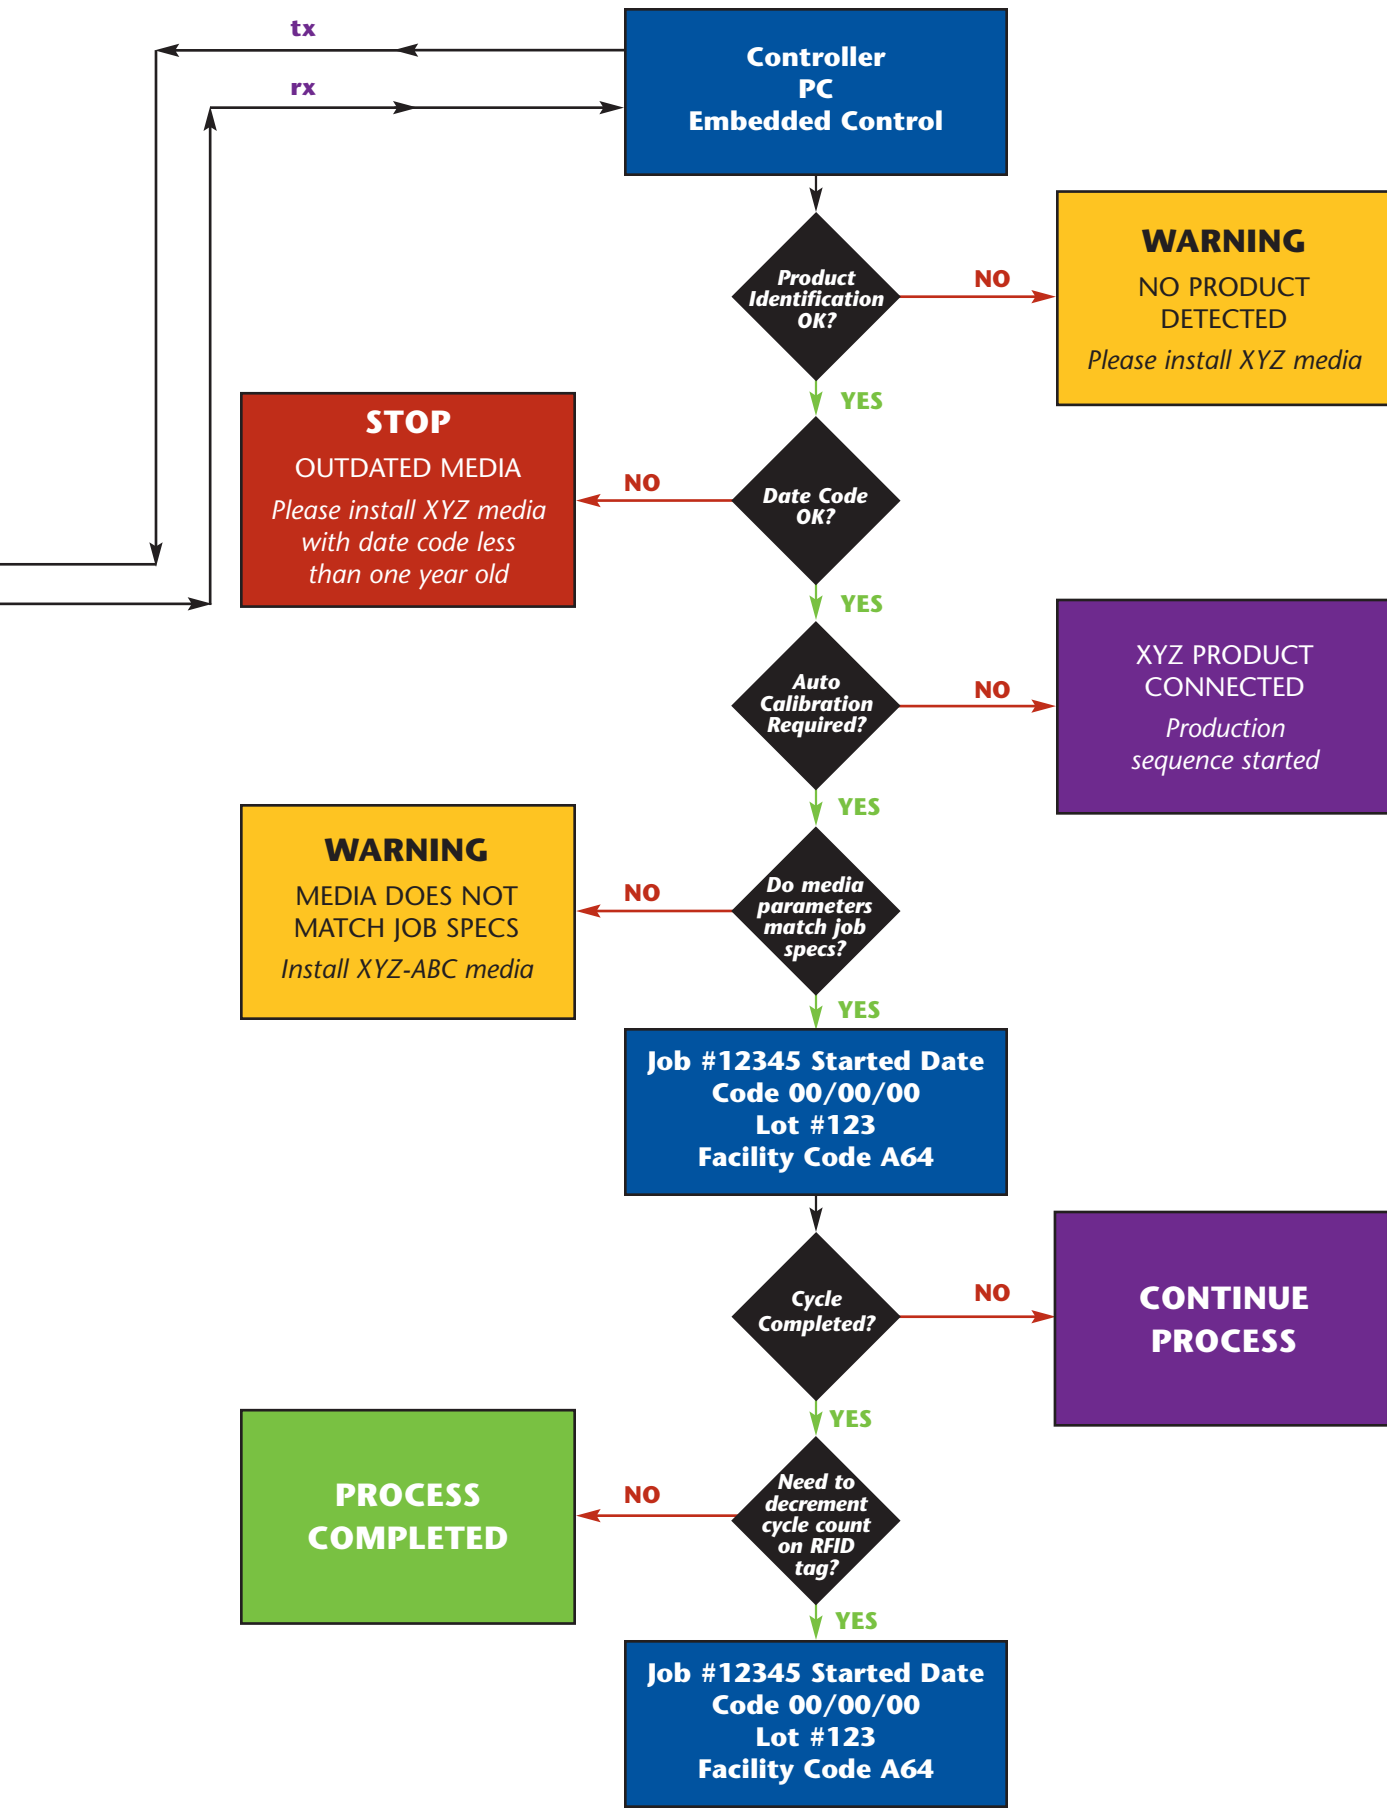 tx
rx
Controller
PC
Embedded Control
Product
Identification
OK?
NO
WARNING
NO PRODUCT
DETECTED
Please install XYZ media
YES
STOP
OUTDATED MEDIA
Please install XYZ media
with date code less
than one year old
NO
Date Code
OK?
YES
Auto
Calibration
Required?
NO
XYZ PRODUCT
CONNECTED
Production
sequence started
YES
WARNING
MEDIA DOES NOT
MATCH JOB SPECS
Install XYZ-ABC media
NO
Do media
parameters
match job
specs?
YES
Job #12345 Started Date
Code 00/00/00
Lot #123
Facility Code A64
Cycle
Completed?
NO
CONTINUE
PROCESS
YES
PROCESS
COMPLETED
NO
Need to
decrement
cycle count
on RFID
tag?
YES
Job #12345 Started Date
Code 00/00/00
Lot #123
Facility Code A64